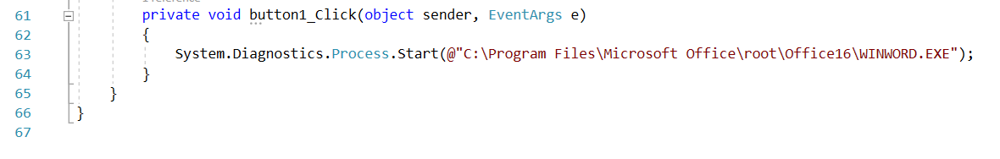 61 private void button1_Click(object sender, EventArgs e)
62 {
63 System.Diagnostics.Process.Start(@"C:\Program Files\Microsoft Office\root\Office16\WINWORD.EXE");
64 }
65 }
66 }
67